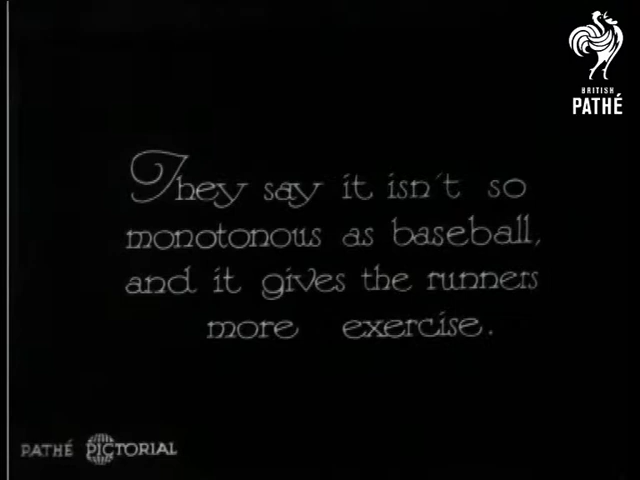 BRITISH
PATHÉ
They say it isn't so
monotonous as baseball,
and it gives the runners
more exercise.
PATHÉ PICTORIAL